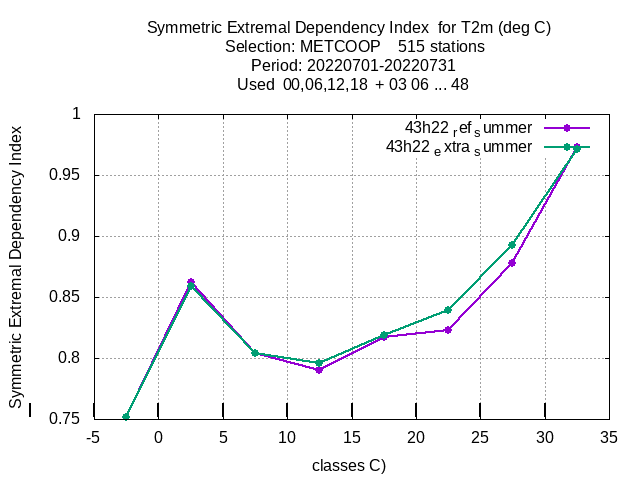 Symmetric Extremal Dependency Index  for T2m (deg C)
Selection: METCOOP    515 stations
Period: 20220701-20220731
Used  00,06,12,18  + 03 06 ... 48
43h22 ref summer
43h22 extra summer
Symmetric Extremal Dependency Index
1
0.95
0.9
0.85
0.8
0.75
-5 0 5 10 15 20 25 30 35
classes C)